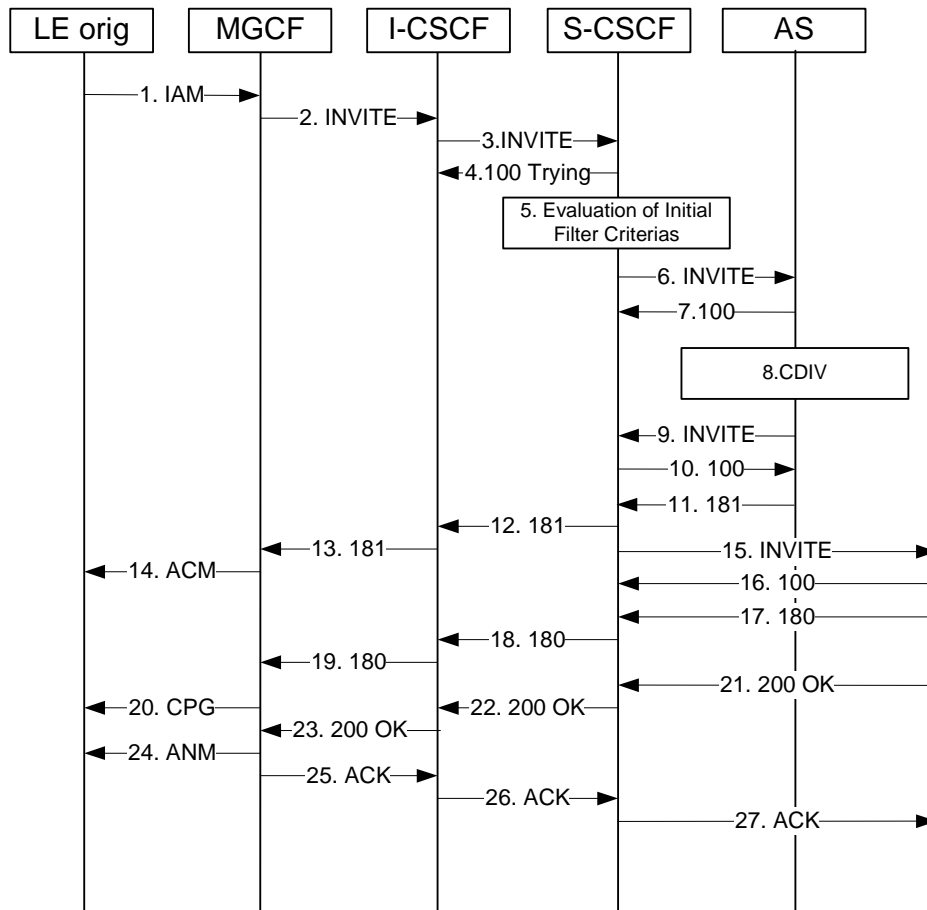 LE orig
MGCF
I-CSCF
S-CSCF
AS
1. IAM
2. INVITE
3.INVITE
4.100 Trying
5. Evaluation of Initial
Filter Criterias
6. INVITE
7.100
8.CDIV
9. INVITE
10. 100
11. 181
12. 181
13. 181
15. INVITE
14. ACM
16. 100
17. 180
18. 180
19. 180
21. 200 OK
20. CPG
22. 200 OK
23. 200 OK
24. ANM
25. ACK
26. ACK
27. ACK